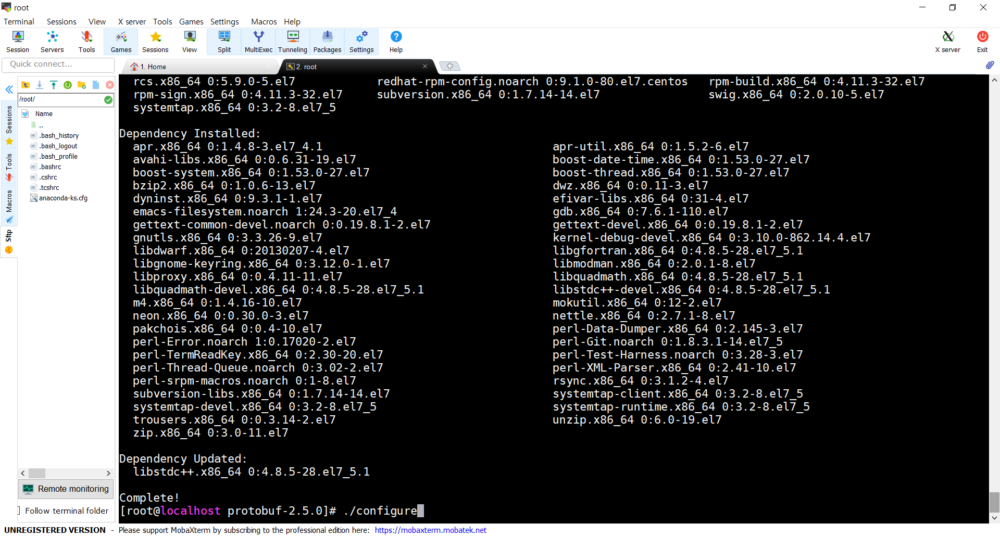 root
Terminal Sessions View X server Tools Games Settings Macros Help
Session Servers Tools Games Sessions View Split MultiExec Tunneling Packages Settings Help X server Exit
Quick connect...
1. Home
2. root
/root/
Name
..
.bash_history
.bash_logout
.bash_profile
.bashrc
.cshrc
.tcshrc
anaconda-ks.cfg
Sessions
Tools
Macros
Sftp
Remote monitoring
Follow terminal folder
rcs.x86_64 0:5.9.0-5.el7 redhat-rpm-config.noarch 0:9.1.0-80.el7.centos rpm-build.x86_64 0:4.11.3-32.el7
rpm-sign.x86_64 0:4.11.3-32.el7 subversion.x86_64 0:1.7.14-14.el7 swig.x86_64 0:2.0.10-5.el7
systemtap.x86_64 0:3.2-8.el7_5
Dependency Installed:
apr.x86_64 0:1.4.8-3.el7_4.1 apr-util.x86_64 0:1.5.2-6.el7
avahi-libs.x86_64 0:0.6.31-19.el7 boost-date-time.x86_64 0:1.53.0-27.el7
boost-system.x86_64 0:1.53.0-27.el7 boost-thread.x86_64 0:1.53.0-27.el7
bzip2.x86_64 0:1.0.6-13.el7 dwz.x86_64 0:0.11-3.el7
dyninst.x86_64 0:9.3.1-1.el7 efivar-libs.x86_64 0:31-4.el7
emacs-filesystem.noarch 1:24.3-20.el7_4 gdb.x86_64 0:7.6.1-110.el7
gettext-common-devel.noarch 0:0.19.8.1-2.el7 gettext-devel.x86_64 0:0.19.8.1-2.el7
gnutls.x86_64 0:3.3.26-9.el7 kernel-debug-devel.x86_64 0:3.10.0-862.14.4.el7
libdwarf.x86_64 0:20130207-4.el7 libgfortran.x86_64 0:4.8.5-28.el7_5.1
libgnome-keyring.x86_64 0:3.12.0-1.el7 libmodman.x86_64 0:2.0.1-8.el7
libproxy.x86_64 0:0.4.11-11.el7 libquadmath.x86_64 0:4.8.5-28.el7_5.1
libquadmath-devel.x86_64 0:4.8.5-28.el7_5.1 libstdc++-devel.x86_64 0:4.8.5-28.el7_5.1
m4.x86_64 0:1.4.16-10.el7 mokutil.x86_64 0:12-2.el7
neon.x86_64 0:0.30.0-3.el7 nettle.x86_64 0:2.7.1-8.el7
pakchois.x86_64 0:0.4-10.el7 perl-Data-Dumper.x86_64 0:2.145-3.el7
perl-Error.noarch 1:0.17020-2.el7 perl-Git.noarch 0:1.8.3.1-14.el7_5
perl-TermReadKey.x86_64 0:2.30-20.el7 perl-Test-Harness.noarch 0:3.28-3.el7
perl-Thread-Queue.noarch 0:3.02-2.el7 perl-XML-Parser.x86_64 0:2.41-10.el7
perl-srpm-macros.noarch 0:1-8.el7 rsync.x86_64 0:3.1.2-4.el7
subversion-libs.x86_64 0:1.7.14-14.el7 systemtap-client.x86_64 0:3.2-8.el7_5
systemtap-devel.x86_64 0:3.2-8.el7_5 systemtap-runtime.x86_64 0:3.2-8.el7_5
trousers.x86_64 0:0.3.14-2.el7 unzip.x86_64 0:6.0-19.el7
zip.x86_64 0:3.0-11.el7
Dependency Updated:
libstdc++.x86_64 0:4.8.5-28.el7_5.1
Complete!
[root@localhost protobuf-2.5.0]# ./configure
UNREGISTERED VERSION - Please support MobaXterm by subscribing to the professional edition here: https://mobaxterm.mobatek.net